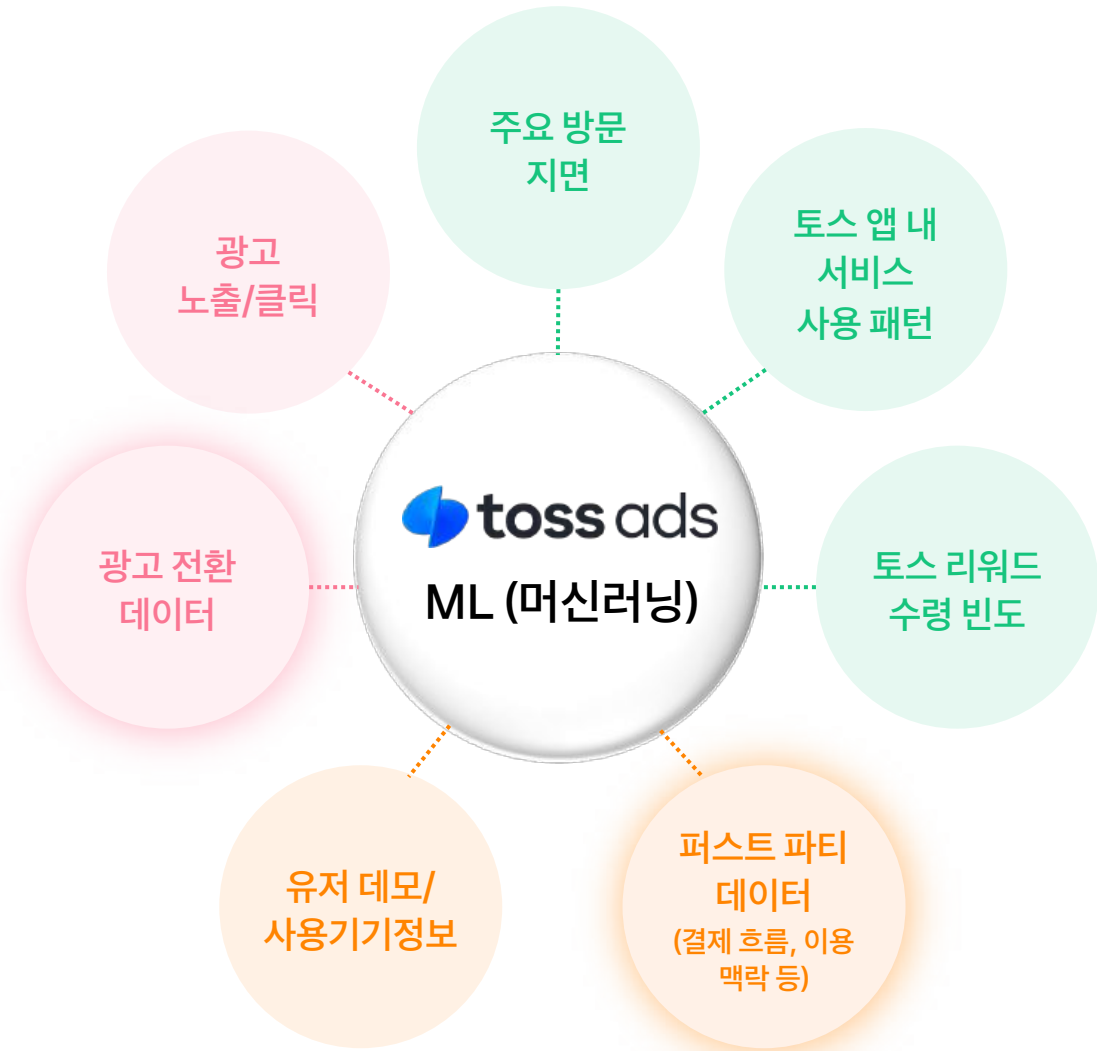 주요 방문
지면
토스 앱 내
서비스
사용 패턴
광고
노출/클릭
toss ads
ML (머신러닝)
광고 전환
데이터
토스 리워드
수령 빈도
유저 데모/
사용기기정보
퍼스트 파티
데이터
(결제 흐름, 이용
맥락 등)